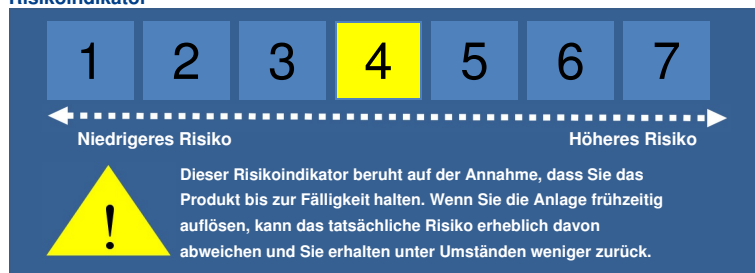 Risikoindikator
1 2 3 4 5 6 7
Niedrigeres Risiko Höheres Risiko
Dieser Risikoindikator beruht auf der Annahme, dass Sie das
Produkt bis zur Fälligkeit halten. Wenn Sie die Anlage frühzeitig
! auflösen, kann das tatsächliche Risiko erheblich davon
abweichen und Sie erhalten unter Umständen weniger zurück.